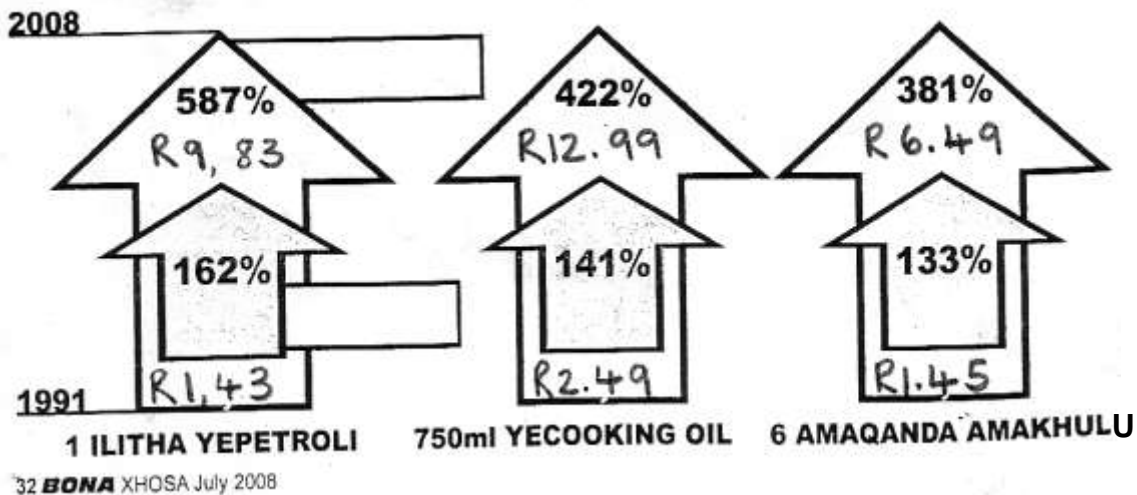 2008
587% 422% 381%
R9,83 R12.99 R6.49
162% 141% 133%
R1,43 R2.49 R1.45
1991
1 ILITHA YEPETROLI 750ml YECOOKING OIL 6 AMAQANDA AMAKHULU
32 BONA XHOSA July 2008